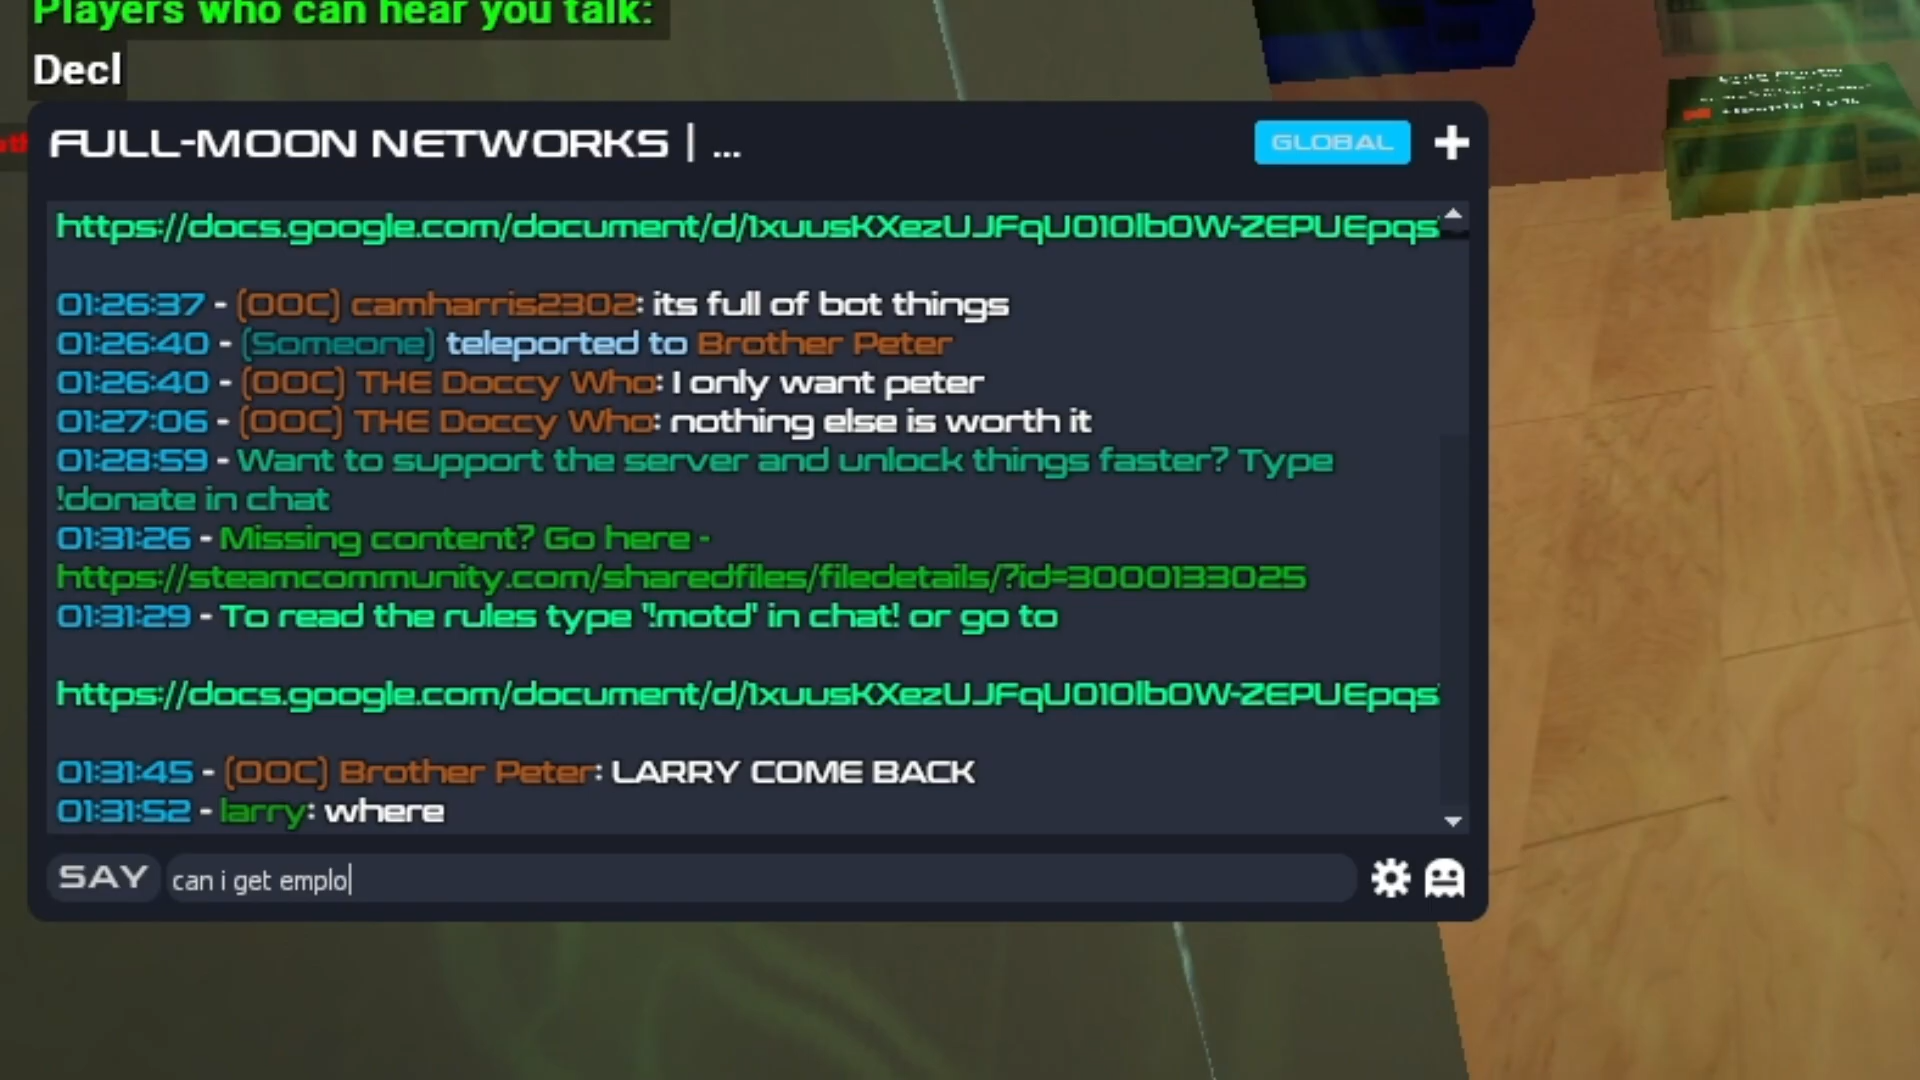 Players who can hear you talk:
Decl
FULL-MOON NETWORKS | ...
GLOBAL
https://docs.google.com/document/d/1xuusKXezUJFqU010lb0W-ZEPUEpqs
01:26:37 - (OOC) camharris2302: its full of bot things
01:26:40 - (Someone) teleported to Brother Peter
01:26:40 - (OOC) THE Doccy Who: I only want peter
01:27:06 - (OOC) THE Doccy Who: nothing else is worth it
01:28:59 - Want to support the server and unlock things faster? Type
!donate in chat
01:31:26 - Missing content? Go here -
https://steamcommunity.com/sharedfiles/filedetails/?id=3000133025
01:31:29 - To read the rules type '!motd' in chat! or go to
https://docs.google.com/document/d/1xuusKXezUJFqU010lb0W-ZEPUEpqs
01:31:45 - (OOC) Brother Peter: LARRY COME BACK
01:31:52 - larry: where
SAY can i get emplo